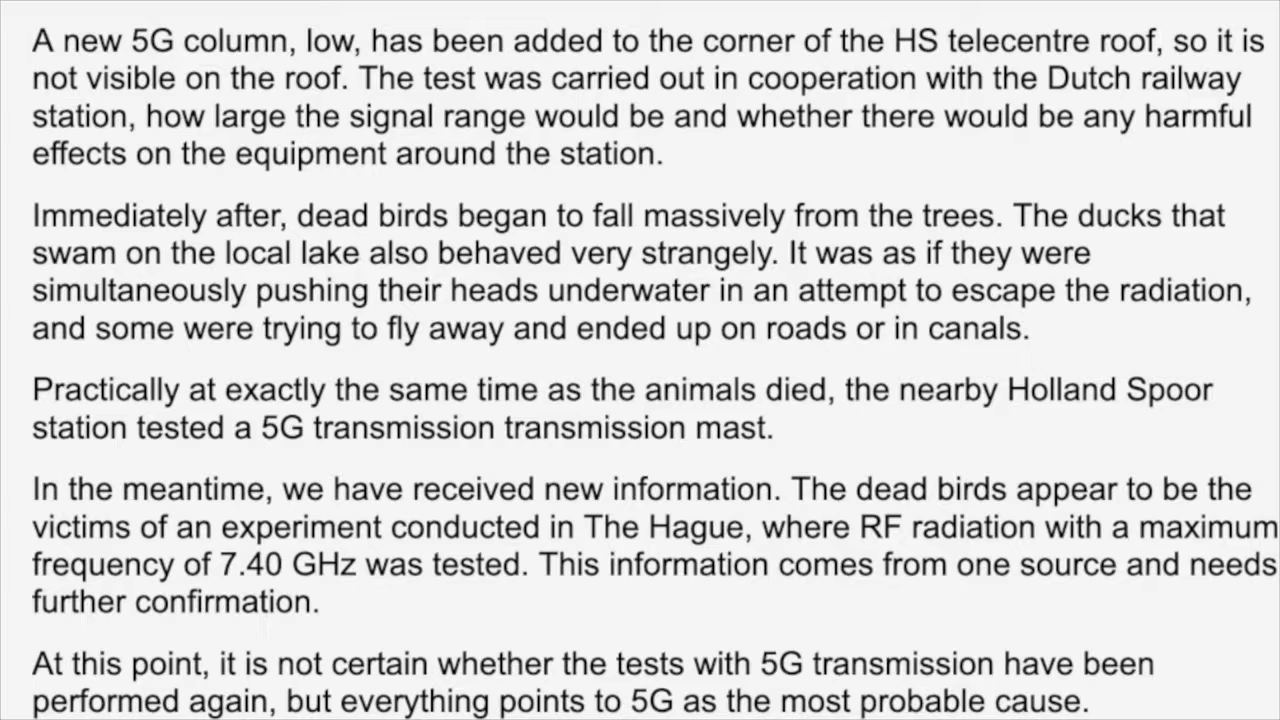 A new 5G column, low, has been added to the corner of the HS telecentre roof, so it is
not visible on the roof. The test was carried out in cooperation with the Dutch railway
station, how large the signal range would be and whether there would be any harmful
effects on the equipment around the station.
Immediately after, dead birds began to fall massively from the trees. The ducks that
swam on the local lake also behaved very strangely. It was as if they were
simultaneously pushing their heads underwater in an attempt to escape the radiation,
and some were trying to fly away and ended up on roads or in canals.
Practically at exactly the same time as the animals died, the nearby Holland Spoor
station tested a 5G transmission transmission mast.
In the meantime, we have received new information. The dead birds appear to be the
victims of an experiment conducted in The Hague, where RF radiation with a maximum
frequency of 7.40 GHz was tested. This information comes from one source and needs
further confirmation.
At this point, it is not certain whether the tests with 5G transmission have been
performed again, but everything points to 5G as the most probable cause.